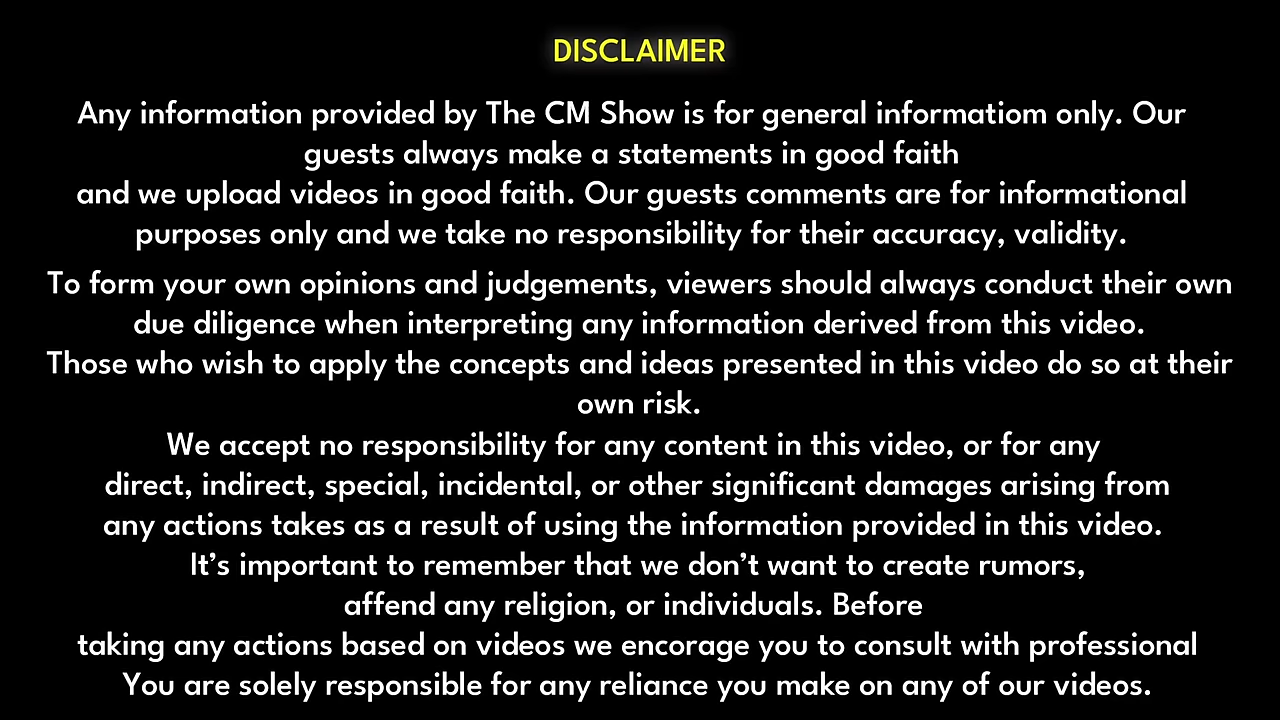 DISCLAIMER
Any information provided by The CM Show is for general informatiom only. Our
guests always make a statements in good faith
and we upload videos in good faith. Our guests comments are for informational
purposes only and we take no responsibility for their accuracy, validity.
To form your own opinions and judgements, viewers should always conduct their own
due diligence when interpreting any information derived from this video.
Those who wish to apply the concepts and ideas presented in this video do so at their
own risk.
We accept no responsibility for any content in this video, or for any
direct, indirect, special, incidental, or other significant damages arising from
any actions takes as a result of using the information provided in this video.
It’s important to remember that we don’t want to create rumors,
affend any religion, or individuals. Before
taking any actions based on videos we encorage you to consult with professional
You are solely responsible for any reliance you make on any of our videos.